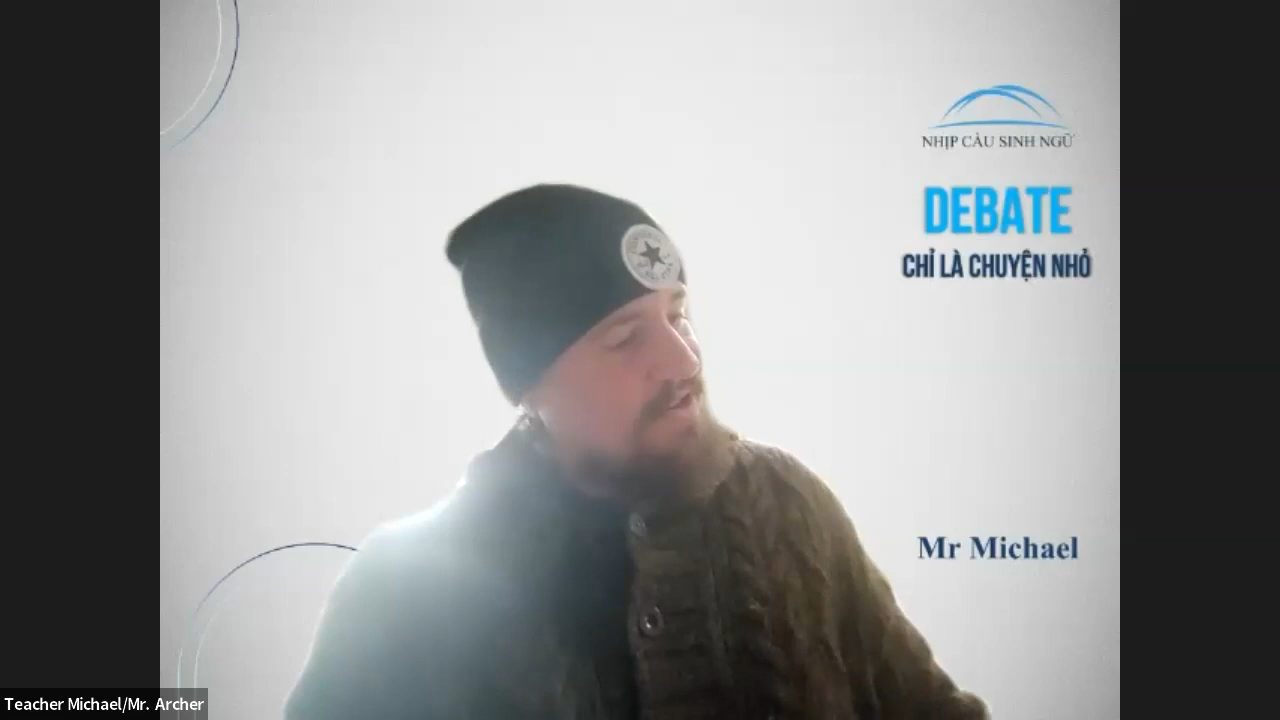 NHỊP CẦU SINH NGỮ
DEBATE
CHỈ LÀ CHUYỆN NHỎ
Mr Michael
Teacher Michael/Mr. Archer